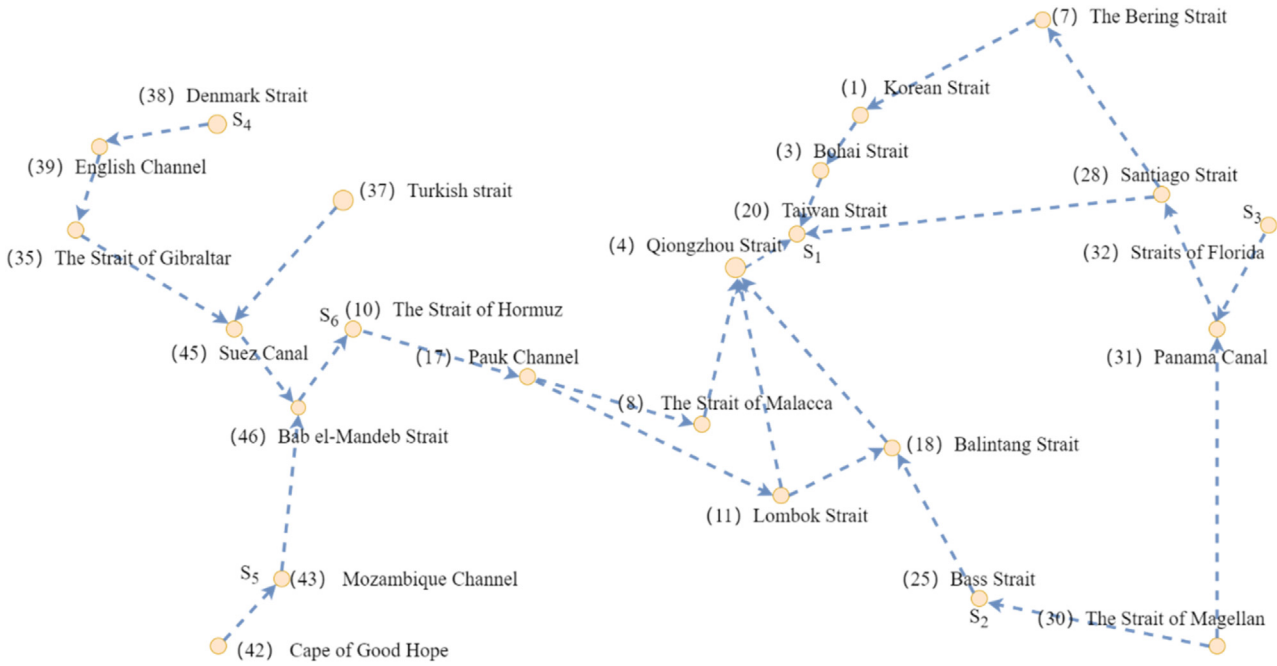 (7) The Bering Strait
(1) Korean Strait
(38) Denmark Strait
S4
(3) Bohai Strait
(39) English Channel
(28) Santiago Strait
(37) Turkish strait
(20) Taiwan Strait
S3
(4) Qiongzhou Strait
S1
(32) Straits of Florida
(35) The Strait of Gibraltar
S6 (10) The Strait of Hormuz
(45) Suez Canal
(17) Pauk Channel
(31) Panama Canal
(8) The Strait of Malacca
(46) Bab el-Mandeb Strait
(18) Balintang Strait
(11) Lombok Strait
S5 (43) Mozambique Channel
(25) Bass Strait
S2
(30) The Strait of Magellan
(42) Cape of Good Hope